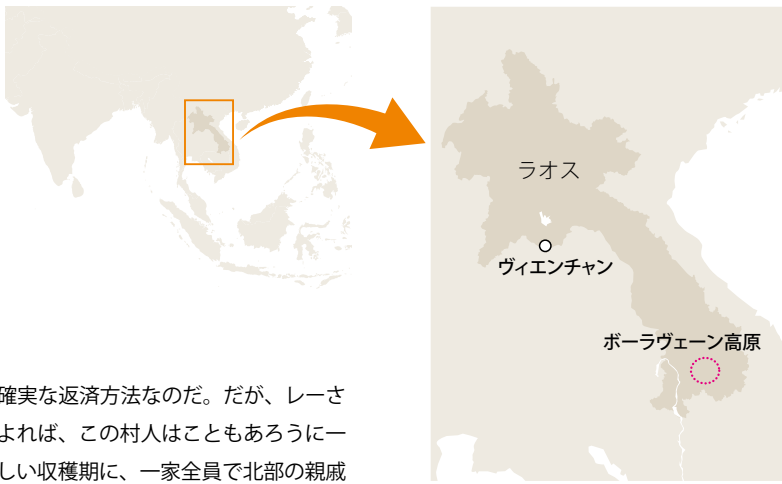 ラオス
ヴィエンチャン
ボーラヴェーン高原
確実な返済方法なのだ。だが、レーさ
よれば、この村人はこともあろうに一
しい収穫期に、一家全員で北部の親戚